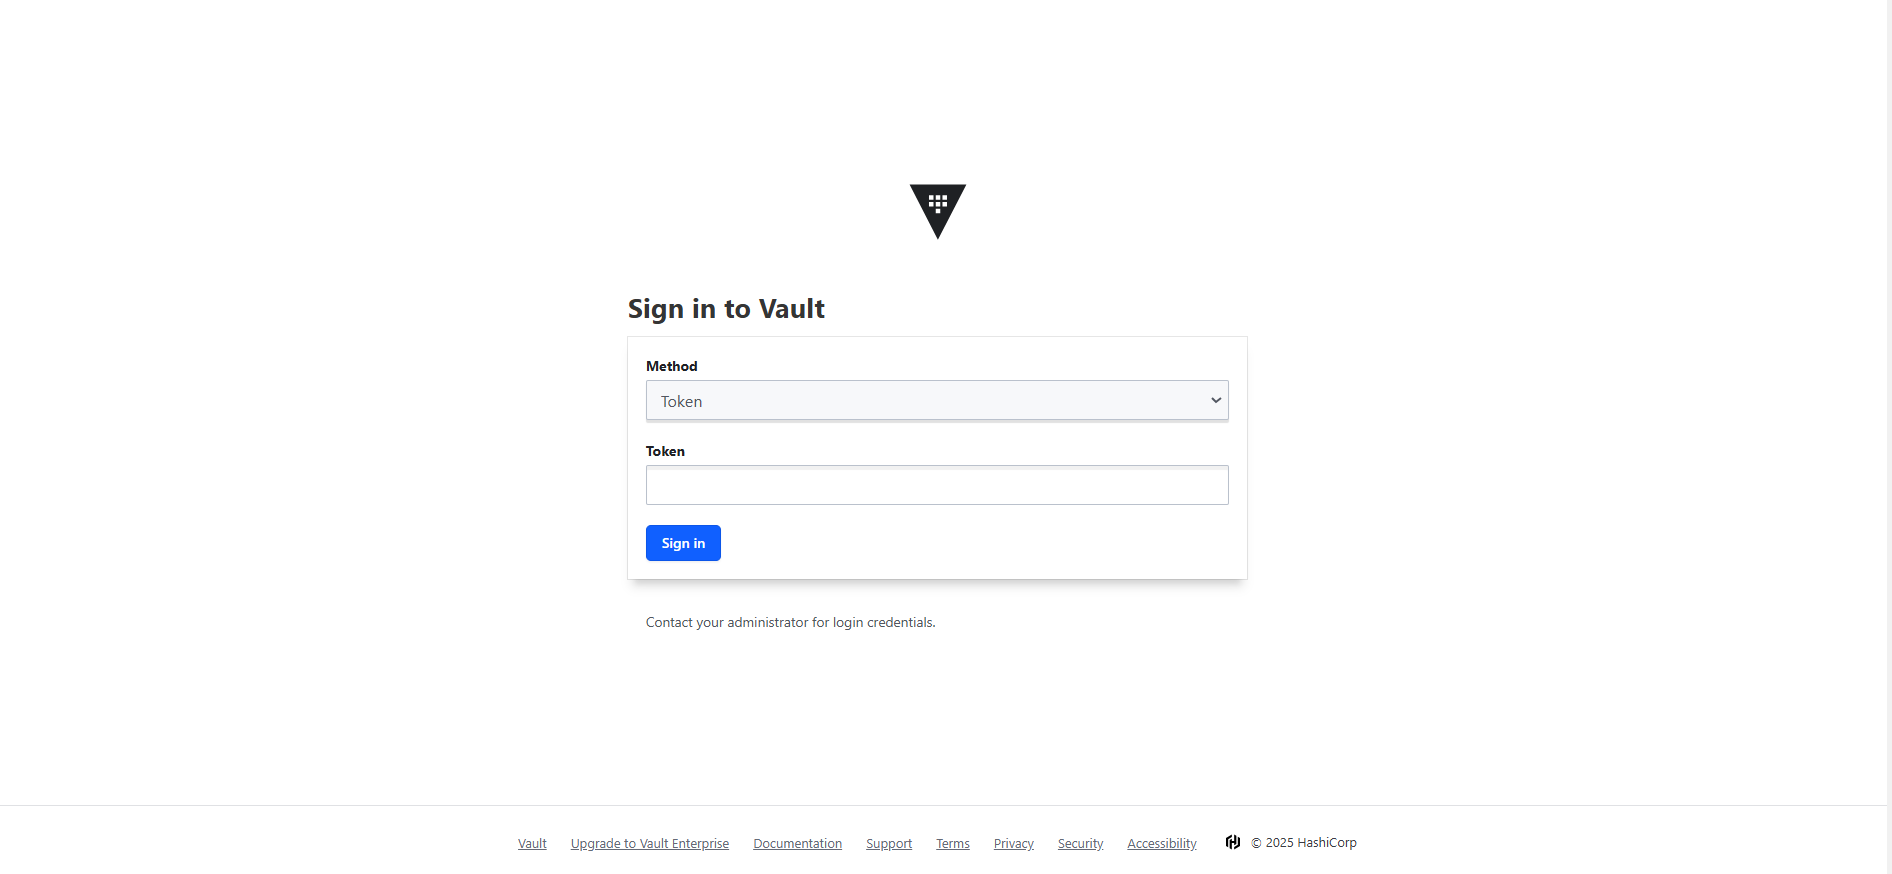 Sign in to Vault
Method
Token
Token
Sign in
Contact your administrator for login credentials.
Vault Upgrade to Vault Enterprise Documentation Support Terms Privacy Security Accessibility © 2025 HashiCorp